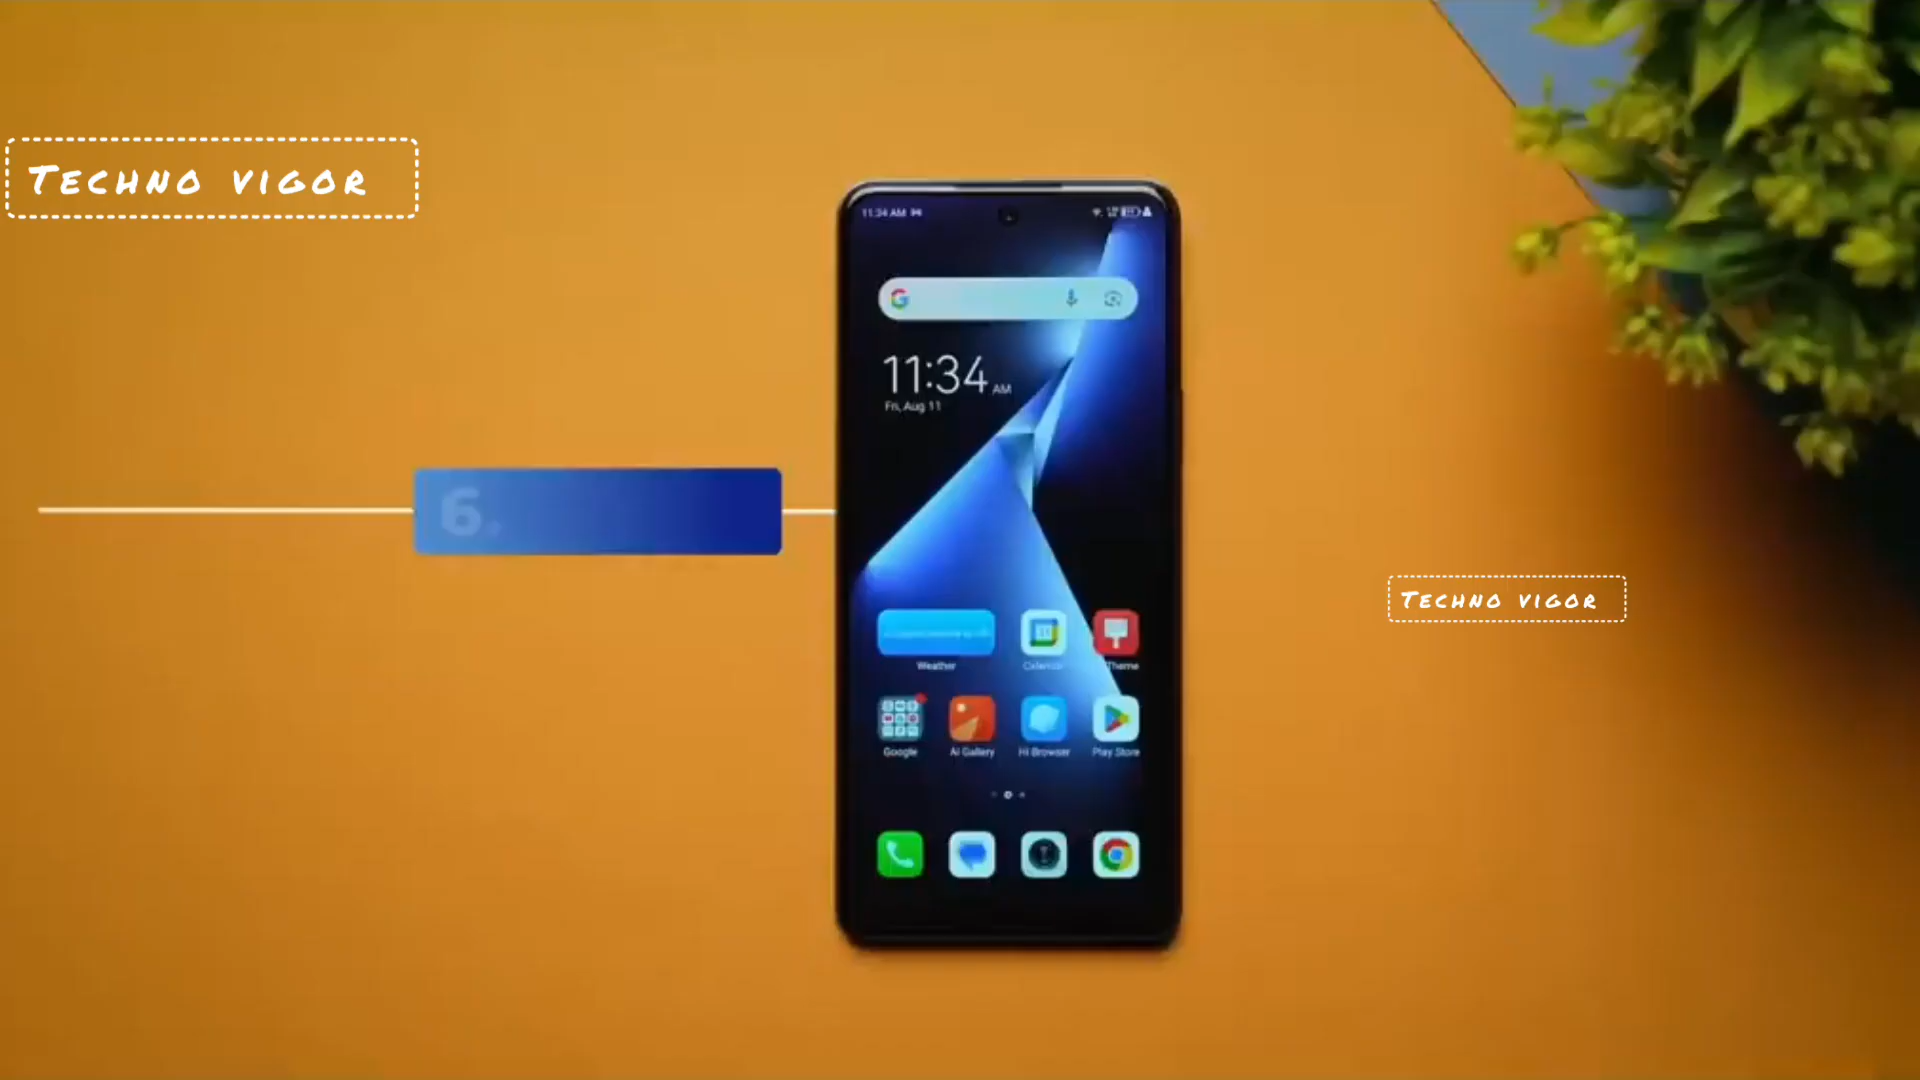 Techno vigor
11:34 AM
11:34 AM
Fri, Aug 11
6.
Techno vigor
Weather
Calendar
Theme
Google
AI Gallery
Hi Browser
Play Store